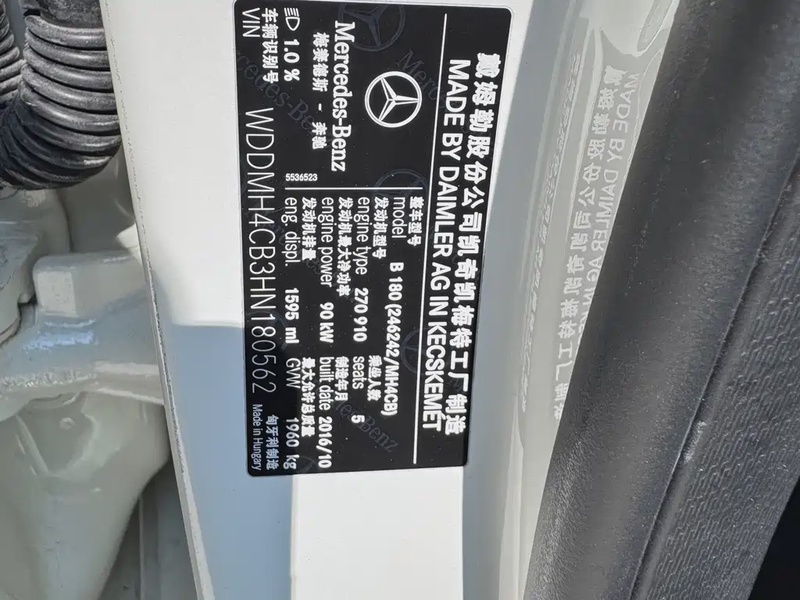 戴姆勒股份公司凯奇凯梅特工厂制造
MADE BY DAIMLER AG IN KECSKEMÉT
Mercedes-Benz
梅赛德斯 - 奔驰
整车型号
model B 180 (246242/MH4CB)
发动机型号 乘坐人数
engine type 270 910 seats 5
发动机最大净功率 制造年月
engine power 90 kW built date 2016/10
发动机排量 最大允许总质量
eng. displ. 1595 ml GVW 1960 kg
5536523
1.0 %
车辆识别号 匈牙利制造
VIN WDDMH4CB3HN180562 Made in Hungary